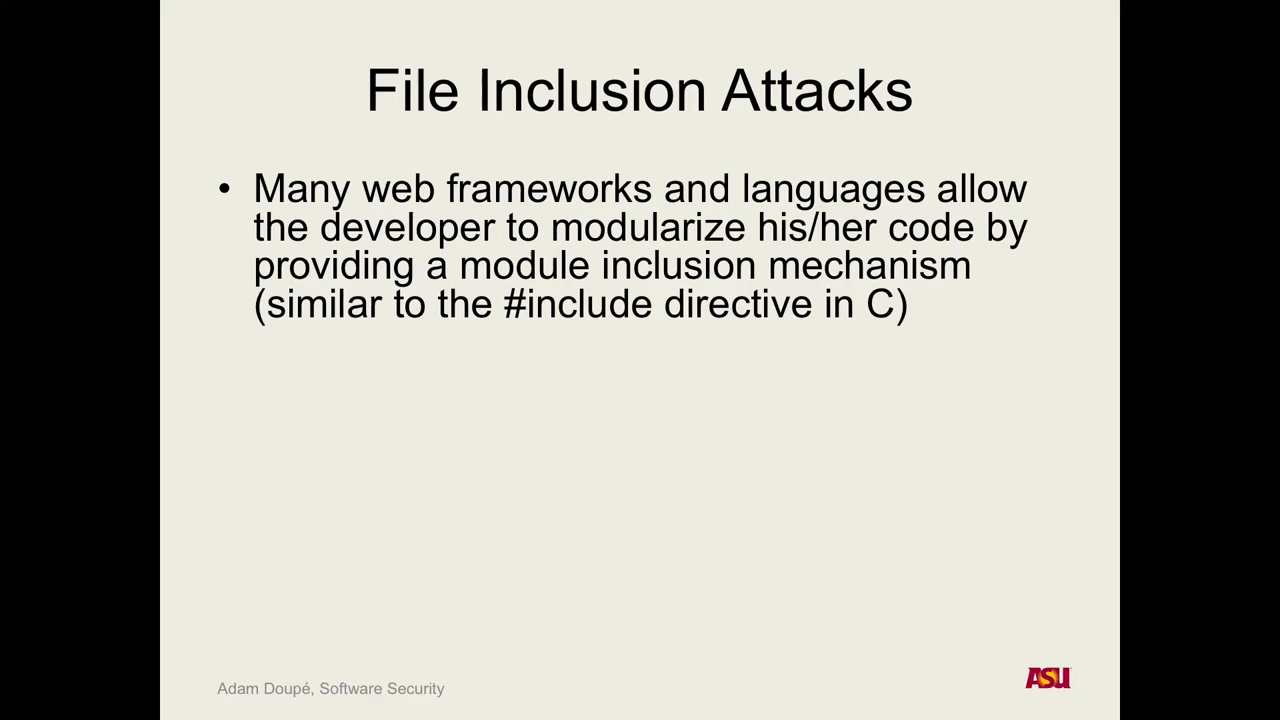 File Inclusion Attacks
• Many web frameworks and languages allow
the developer to modularize his/her code by
providing a module inclusion mechanism
(similar to the #include directive in C)
Adam Doupé, Software Security
ASU